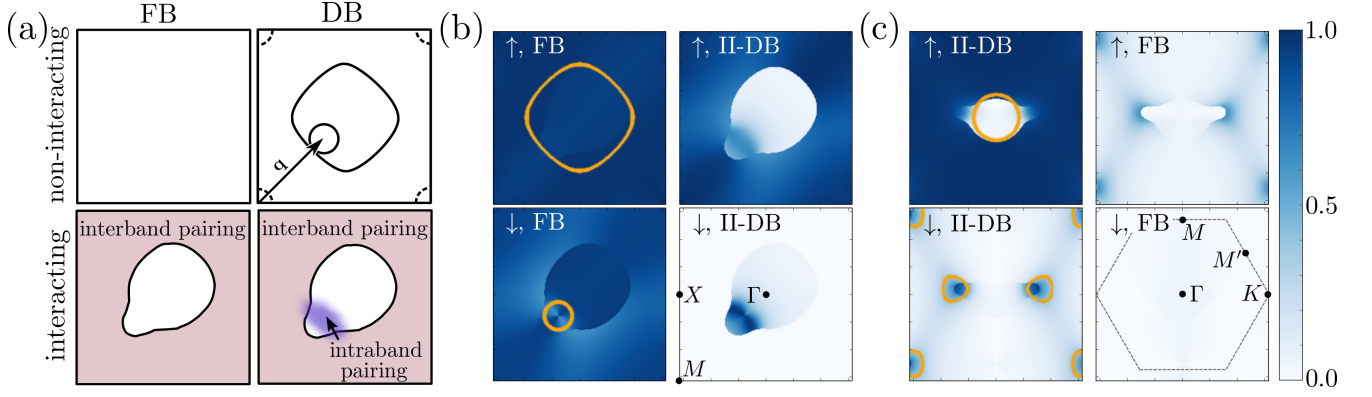 (a)
FB
DB
non-interacting
q
interacting
interband pairing
interband pairing
intraband
pairing
(b)
↑, FB
↑, II-DB
↓, FB
↓, II-DB
X
Γ
M
(c)
↑, II-DB
↑, FB
↓, II-DB
↓, FB
M
M′
Γ
K
1.0
0.5
0.0